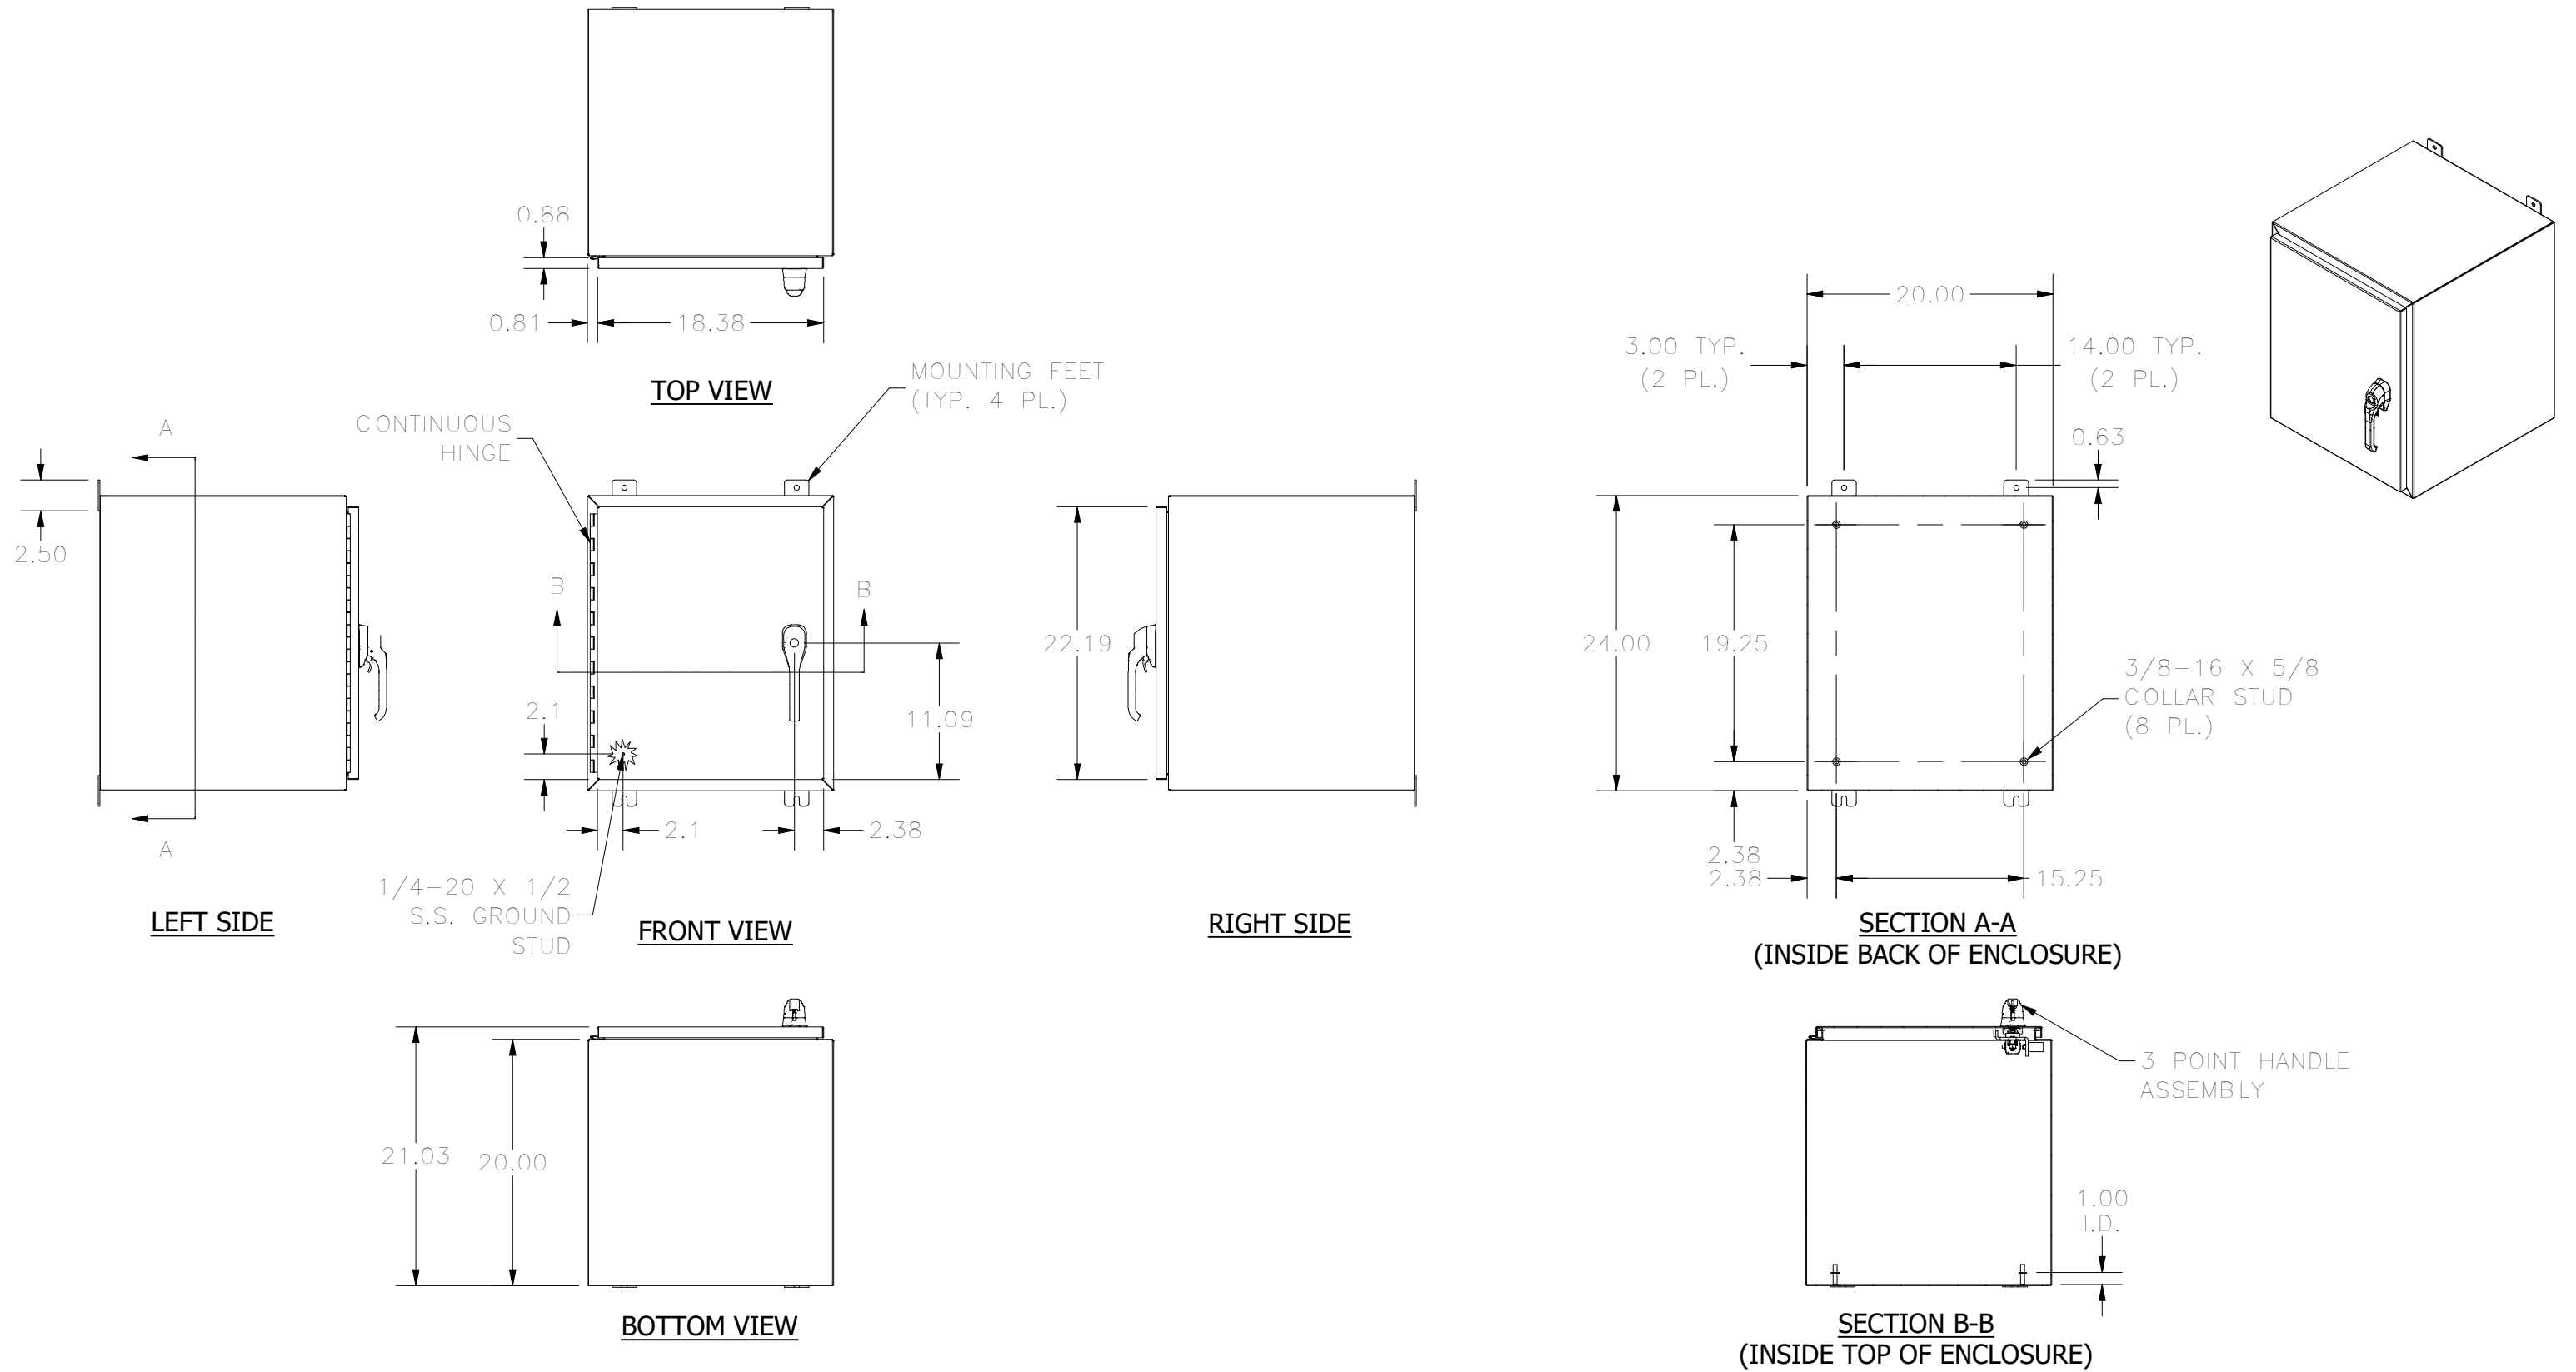 0.88
0.81
18.38
TOP VIEW
MOUNTING FEET
(TYP. 4 PL.)
CONTINUOUS
HINGE
A
A
2.50
LEFT SIDE
B
B
2.1
11.09
2.1
2.38
1/4-20 X 1/2
S.S. GROUND
STUD
FRONT VIEW
22.19
RIGHT SIDE
20.00
3.00 TYP.
(2 PL.)
14.00 TYP.
(2 PL.)
0.63
24.00
19.25
3/8-16 X 5/8
COLLAR STUD
(8 PL.)
2.38
2.38
15.25
SECTION A-A
(INSIDE BACK OF ENCLOSURE)
21.03
20.00
BOTTOM VIEW
3 POINT HANDLE
ASSEMBLY
1.00
I.D.
SECTION B-B
(INSIDE TOP OF ENCLOSURE)